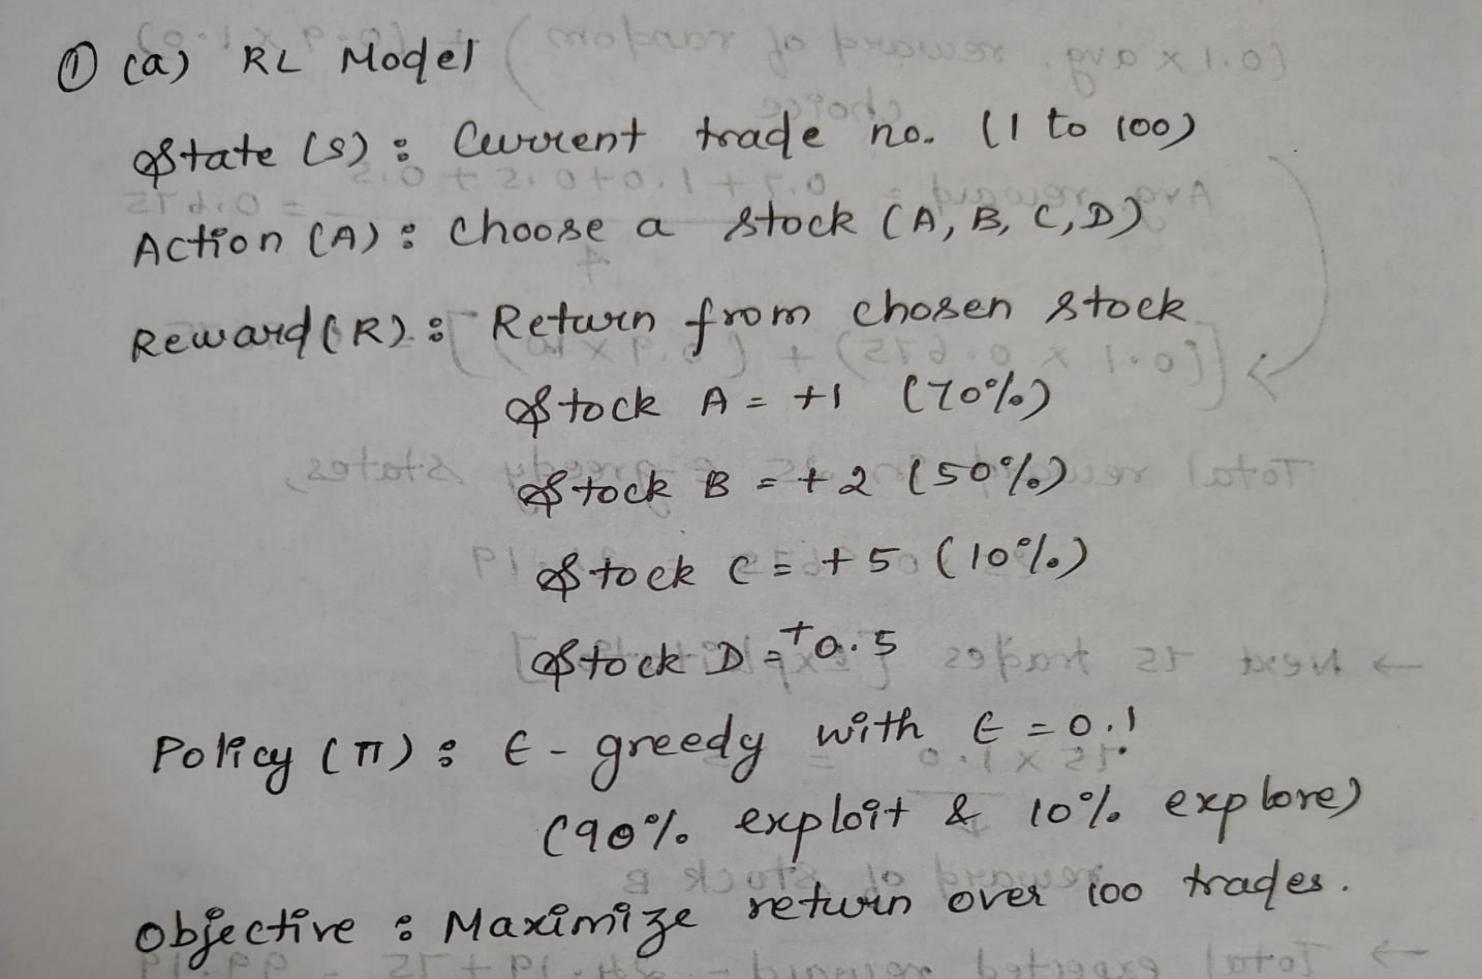 ① (a) RL Model
State (S) : Current trade no. (1 to 100)
Action (A) : Choose a stock (A, B, C, D)
Reward (R) : Return from chosen stock
Stock A = +1 (70%)
Stock B = +2 (50%)
Stock C = +5 (10%)
Stock D = +0.5
Policy (π) : ε - greedy with ε = 0.1
(90% exploit & 10% explore)
Objective : Maximize return over 100 trades.